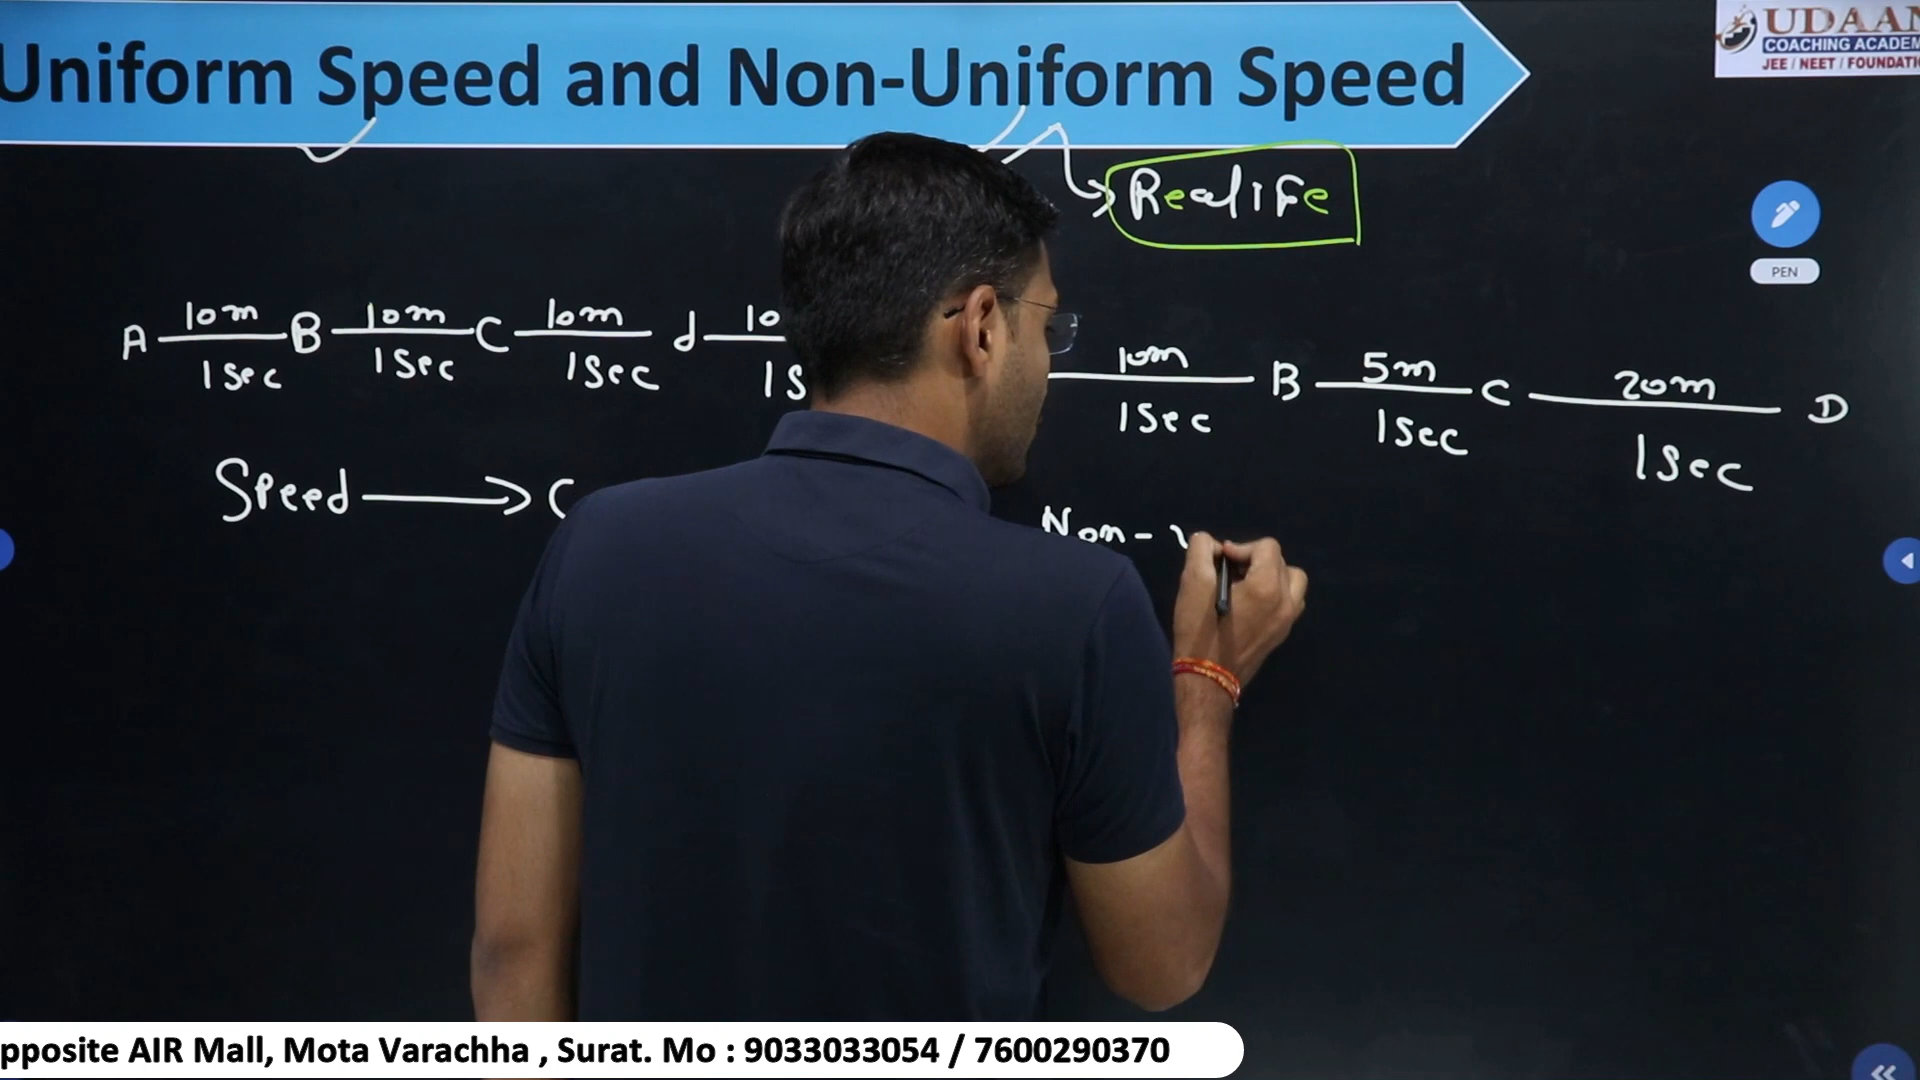 Uniform Speed and Non-Uniform Speed
UDAAN
COACHING ACADEM
JEE / NEET / FOUNDATI
Realife
PEN
A 10m B 10m C 10m d 10
1sec 1sec 1sec 1s
10m B 5m C 20m D
1sec 1sec 1sec
Speed C
Non-
pposite AIR Mall, Mota Varachha , Surat. Mo : 9033033054 / 7600290370